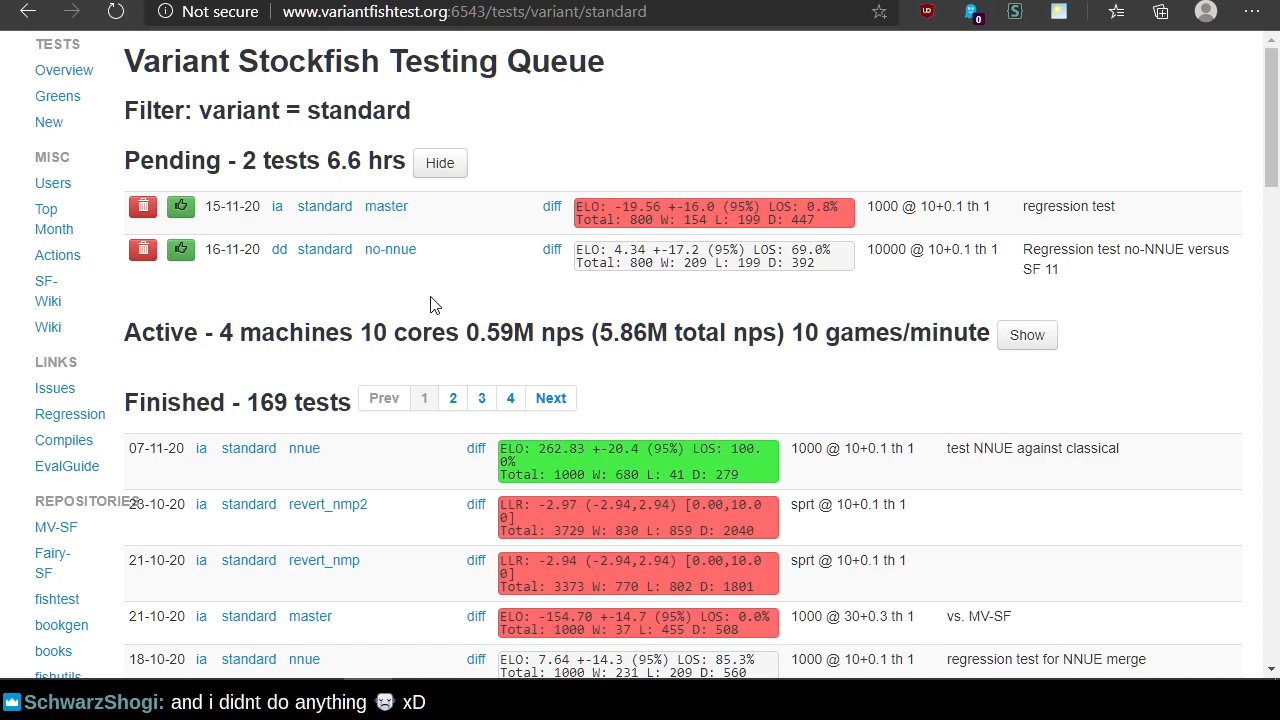 Not secure
www.variantfishtest.org:6543/tests/variant/standard
0
TESTS
Overview
Greens
New
MISC
Users
Top
Month
Actions
SF-
Wiki
Wiki
LINKS
Issues
Regression
Compiles
EvalGuide
REPOSITORIES
MV-SF
Fairy-
SF
fishtest
bookgen
books
fishutils
Variant Stockfish Testing Queue
Filter: variant = standard
Pending - 2 tests 6.6 hrs Hide
15-11-20 ia standard master diff ELO: -19.56 +-16.0 (95%) LOS: 0.8% 1000 @ 10+0.1 th 1 regression test
Total: 800 W: 154 L: 199 D: 447
16-11-20 dd standard no-nnue diff ELO: 4.34 +-17.2 (95%) LOS: 69.0% 10000 @ 10+0.1 th 1 Regression test no-NNUE versus
Total: 800 W: 209 L: 199 D: 392 SF 11
Active - 4 machines 10 cores 0.59M nps (5.86M total nps) 10 games/minute Show
Finished - 169 tests Prev 1 2 3 4 Next
07-11-20 ia standard nnue diff ELO: 262.83 +-20.4 (95%) LOS: 100. 1000 @ 10+0.1 th 1 test NNUE against classical
0%
Total: 1000 W: 680 L: 41 D: 279
23-10-20 ia standard revert_nmp2 diff LLR: -2.97 (-2.94,2.94) [0.00,10.0 sprt @ 10+0.1 th 1
0]
Total: 3729 W: 830 L: 859 D: 2040
21-10-20 ia standard revert_nmp diff LLR: -2.94 (-2.94,2.94) [0.00,10.0 sprt @ 10+0.1 th 1
0]
Total: 3373 W: 770 L: 802 D: 1801
21-10-20 ia standard master diff ELO: -154.70 +-14.7 (95%) LOS: 0.0% 1000 @ 30+0.3 th 1 vs. MV-SF
Total: 1000 W: 37 L: 455 D: 508
18-10-20 ia standard nnue diff ELO: 7.64 +-14.3 (95%) LOS: 85.3% 1000 @ 10+0.1 th 1 regression test for NNUE merge
Total: 1000 W: 231 L: 209 D: 560
SchwarzShogi: and i didnt do anything xD